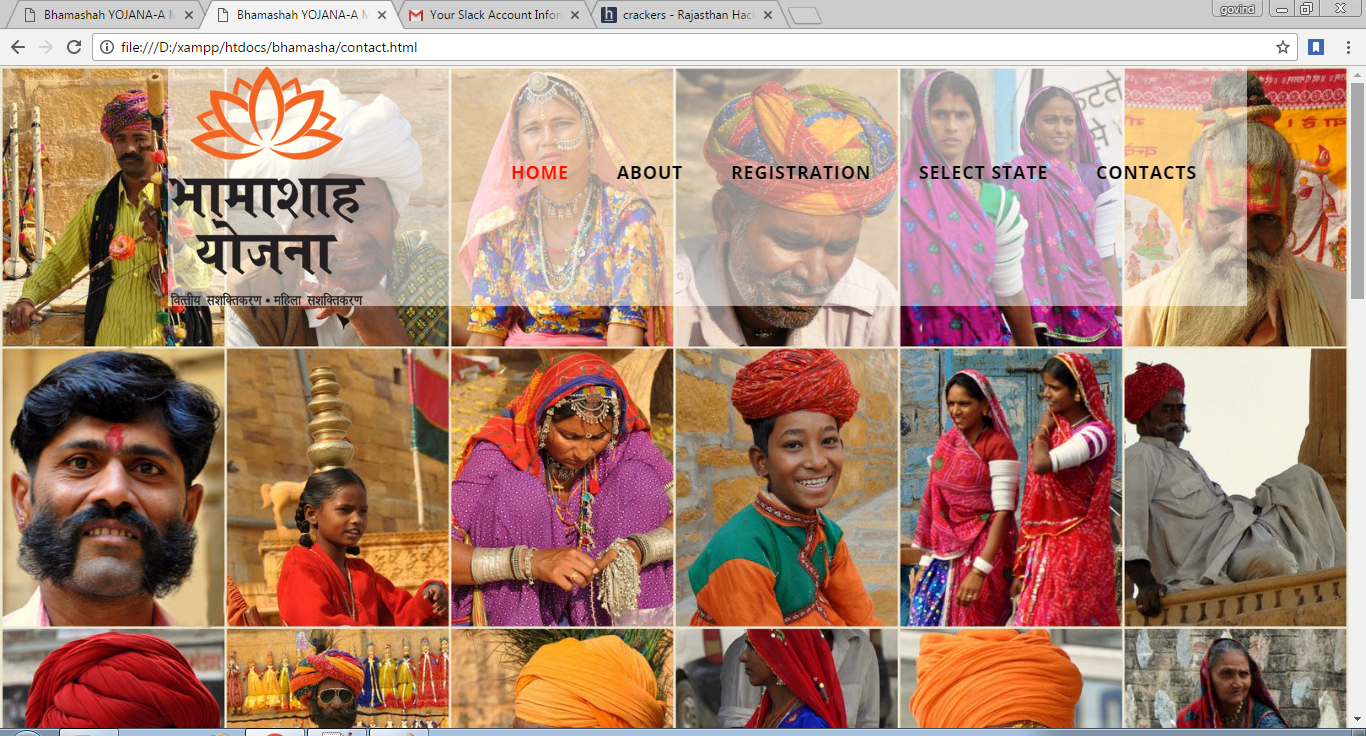 Bhamashah YOJANA-A M
Bhamashah YOJANA-A M
Your Slack Account Infor
crackers - Rajasthan Hac
govind
file:///D:/xampp/htdocs/bhamasha/contact.html
HOME ABOUT REGISTRATION SELECT STATE CONTACTS
भामाशाह
योजना
वित्तीय सशक्तिकरण • महिला सशक्तिकरण